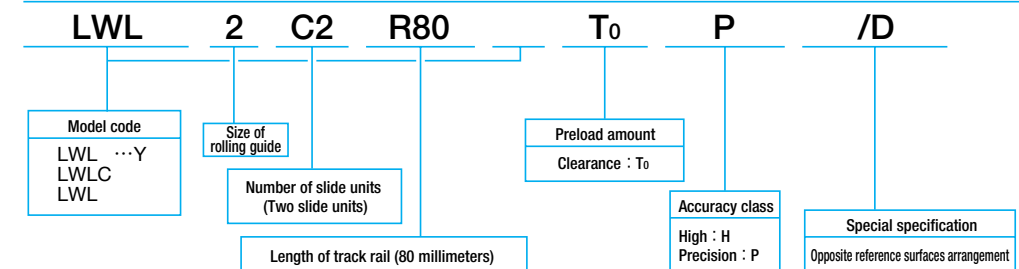 LWL 2 C2 R80 T0 P /D
Model code
LWL …Y
LWLC
LWL
Size of
rolling guide
Number of slide units
(Two slide units)
Length of track rail (80 millimeters)
Preload amount
Clearance：T0
Accuracy class
High：H
Precision：P
Special specification
Opposite reference surfaces arrangement